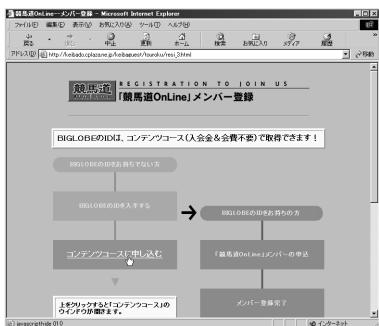 競馬道OnLine--メンバー登録 - Microsoft Internet Explorer
ファイル(F) 編集(E) 表示(V) お気に入り(A) ツール(T) ヘルプ(H)
戻る 中止 更新 ホーム 検索 お気に入り メディア 履歴
アドレス(D) http://keibado.cplaza.ne.jp/keibaguest/touroku/resi_3.html 移動
競馬道
REGISTRATION TO JOIN US
「競馬道OnLine」メンバー登録
BIGLOBEのIDは、コンテンツコース(入会金&会費不要)で取得できます!
BIGLOBEのIDをお持ちでない方
BIGLOBEのIDを入手する
BIGLOBEのIDをお持ちの方
コンテンツコースに申し込む
「競馬道OnLine」メンバーの申込
上をクリックすると「コンテンツコース」の
ウインドウが開きます。
メンバー登録完了
javascript:hide010
インターネット